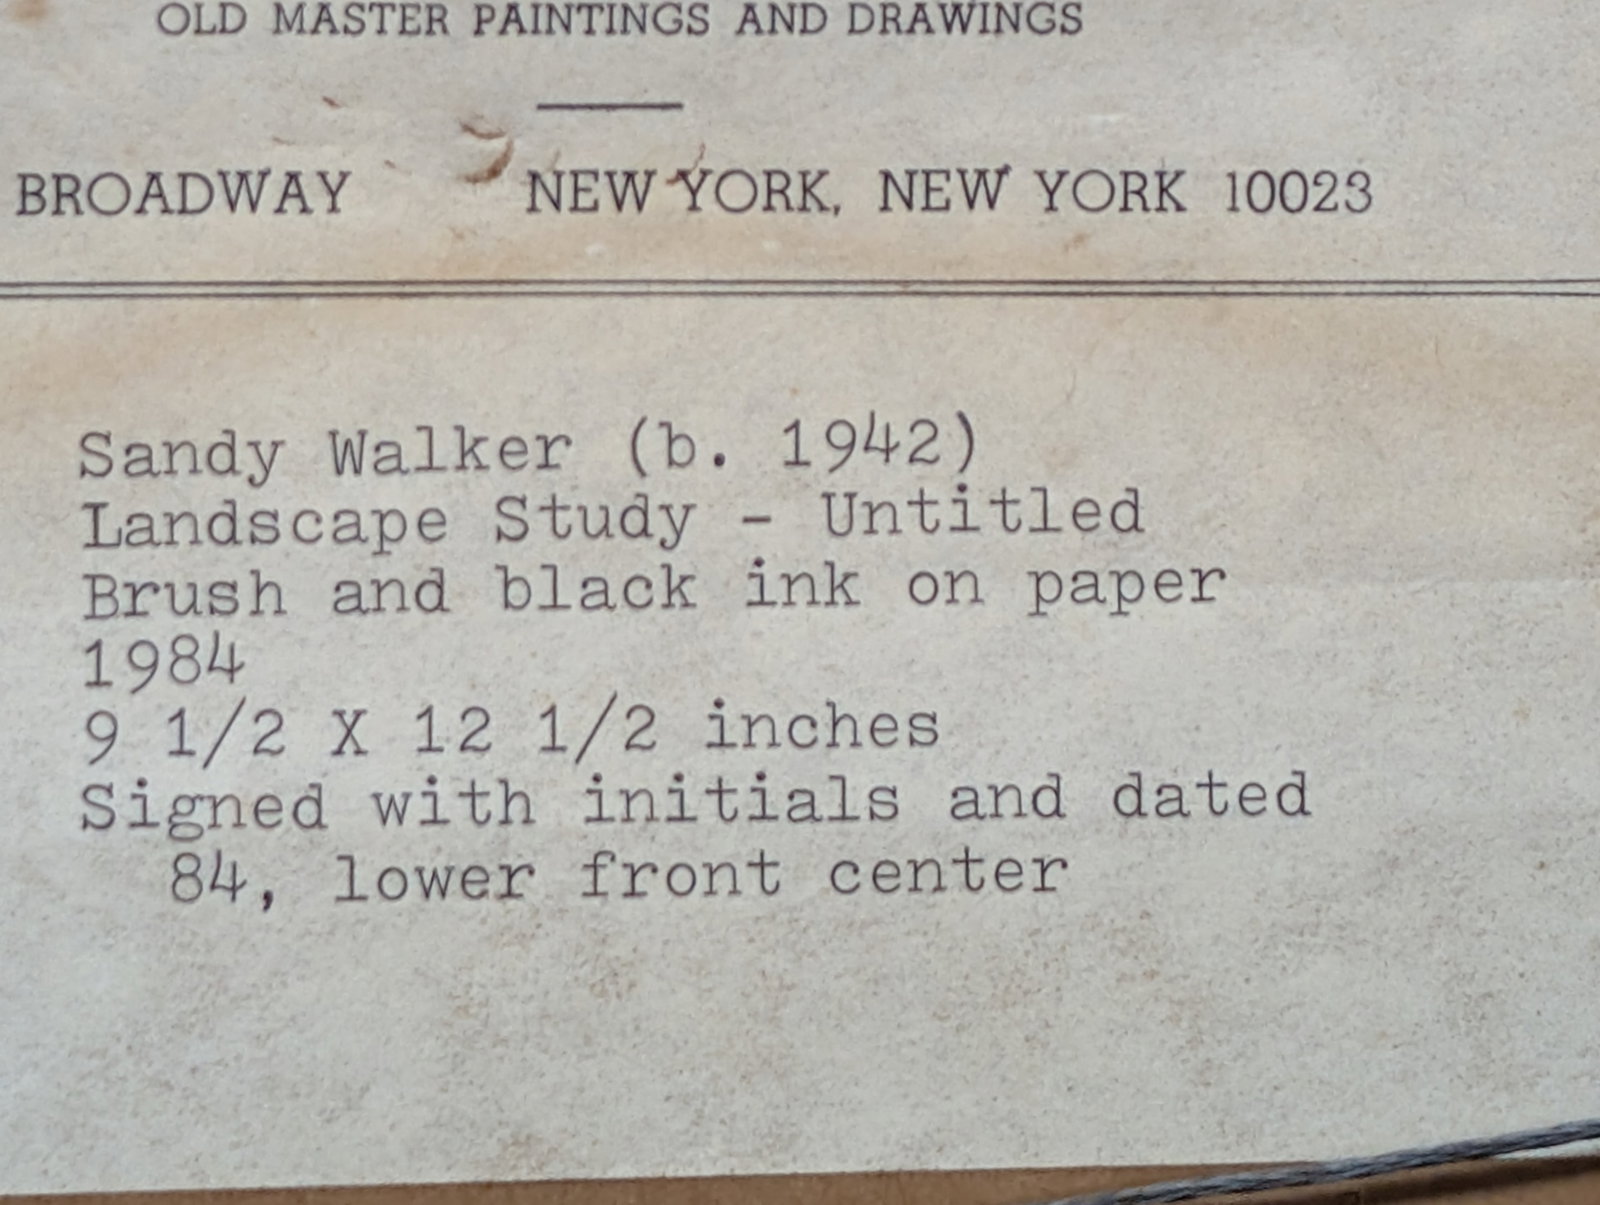 OLD MASTER PAINTINGS AND DRAWINGS
BROADWAY NEW YORK, NEW YORK 10023
Sandy Walker (b. 1942)
Landscape Study - Untitled
Brush and black ink on paper
1984
9 1/2 X 12 1/2 inches
Signed with initials and dated
84, lower front center